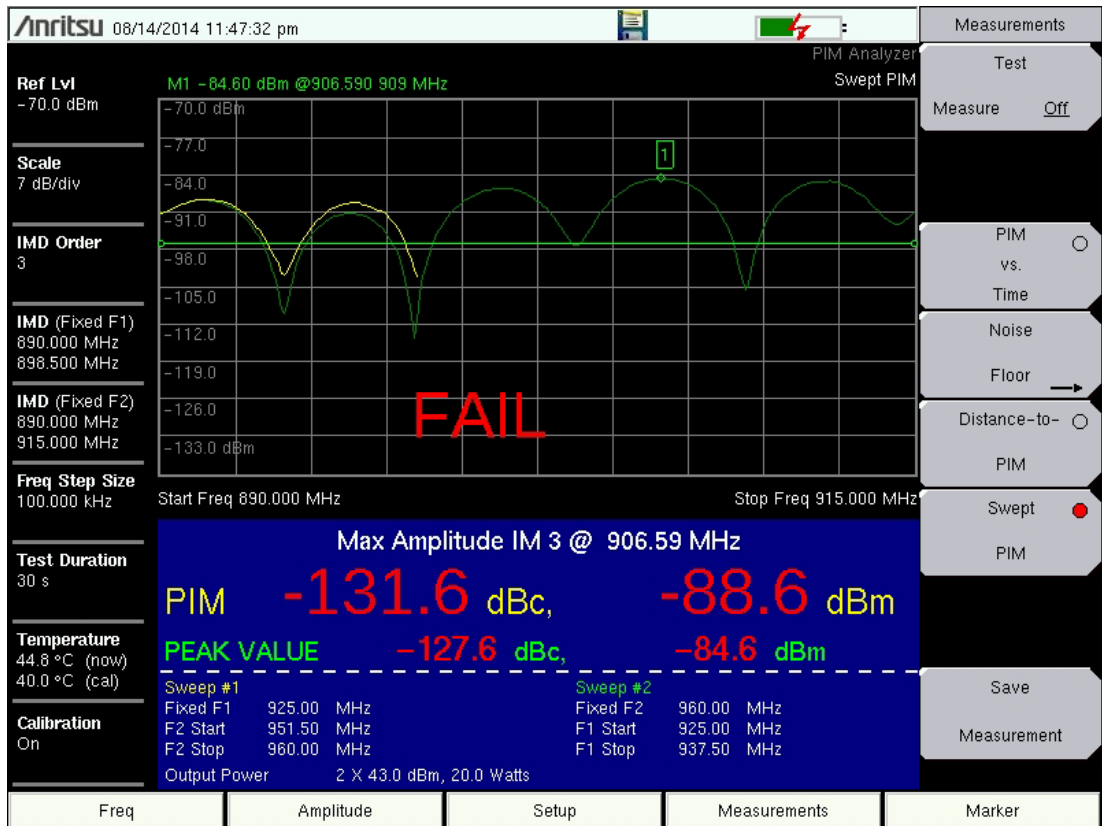 /Inritsu 08/14/2014 11:47:32 pm
PIM Analyzer
Swept PIM
M1 -84.60 dBm @906.590 909 MHz
Ref Lvl
-70.0 dBm
Scale
7 dB/div
IMD Order
3
IMD (Fixed F1)
890.000 MHz
898.500 MHz
IMD (Fixed F2)
890.000 MHz
915.000 MHz
Freq Step Size
100.000 kHz
Test Duration
30 s
Temperature
44.8 °C (now)
40.0 °C (cal)
Calibration
On
-70.0 dBm
-77.0
-84.0
-91.0
-98.0
-105.0
-112.0
-119.0
-126.0
-133.0 dBm
1
FAIL
Start Freq 890.000 MHz
Stop Freq 915.000 MHz
Max Amplitude IM 3 @ 906.59 MHz
PIM -131.6 dBc, -88.6 dBm
PEAK VALUE -127.6 dBc, -84.6 dBm
Sweep #1
Fixed F1 925.00 MHz
F2 Start 951.50 MHz
F2 Stop 960.00 MHz
Sweep #2
Fixed F2 960.00 MHz
F1 Start 925.00 MHz
F1 Stop 937.50 MHz
Output Power 2 X 43.0 dBm, 20.0 Watts
Measurements
Test
Measure Off
PIM
vs.
Time
Noise
Floor
Distance-to-
PIM
Swept
PIM
Save
Measurement
Freq
Amplitude
Setup
Measurements
Marker